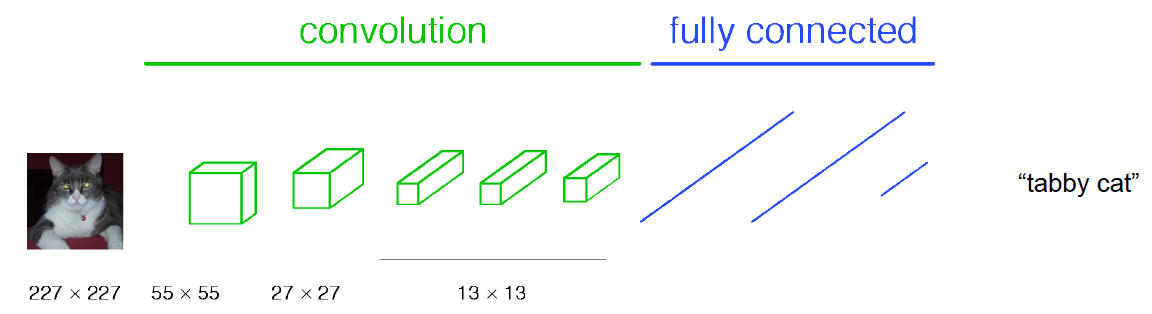 convolution
fully connected
“tabby cat”
227 × 227
55 × 55
27 × 27
13 × 13